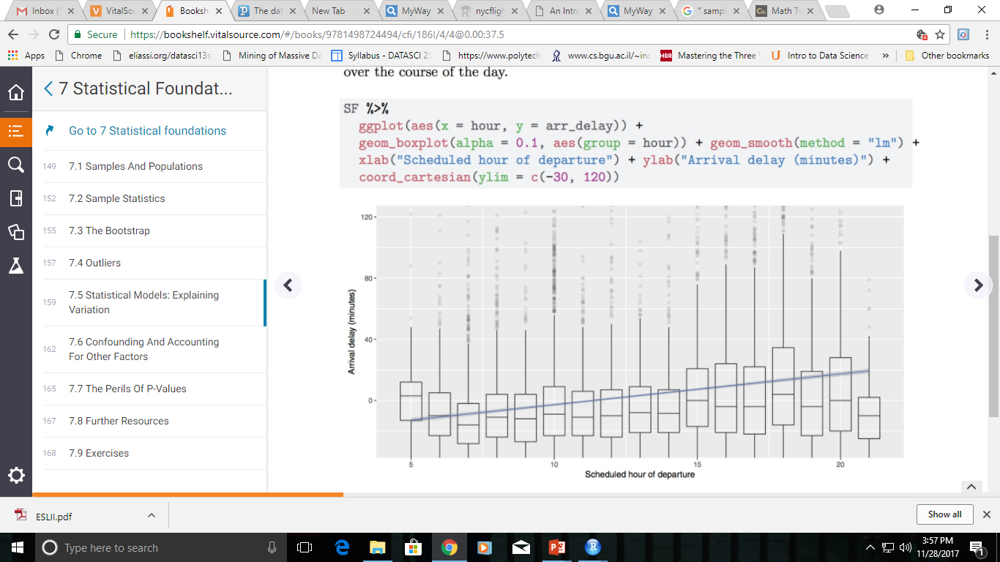 Inbox (
VitalSou
Booksh
The dat
New Tab
MyWay
nycfligh
An Intr
MyWay
" samp
Math T
Secure | https://bookshelf.vitalsource.com/#/books/9781498724494/cfi/186!/4/4@0.00:37.5
Apps
Chrome
eliassi.org/datasci13s
Mining of Massive Da
Syllabus - DATASCI 25
https://www.polytech
www.cs.bgu.ac.il/~inc
HBR
Mastering the Three
Intro to Data Science
»
Other bookmarks
7 Statistical Foundat...
Go to 7 Statistical foundations
149 7.1 Samples And Populations
152 7.2 Sample Statistics
155 7.3 The Bootstrap
157 7.4 Outliers
159 7.5 Statistical Models: Explaining
Variation
162 7.6 Confounding And Accounting
For Other Factors
165 7.7 The Perils Of P-Values
167 7.8 Further Resources
168 7.9 Exercises
over the course of the day.
SF %>%
ggplot(aes(x = hour, y = arr_delay)) +
geom_boxplot(alpha = 0.1, aes(group = hour)) + geom_smooth(method = "lm") +
xlab("Scheduled hour of departure") + ylab("Arrival delay (minutes)") +
coord_cartesian(ylim = c(-30, 120))
120
80
40
0
Arrival delay (minutes)
5 10 15 20
Scheduled hour of departure
ESLII.pdf
Show all
Type here to search
3:57 PM
11/28/2017
1